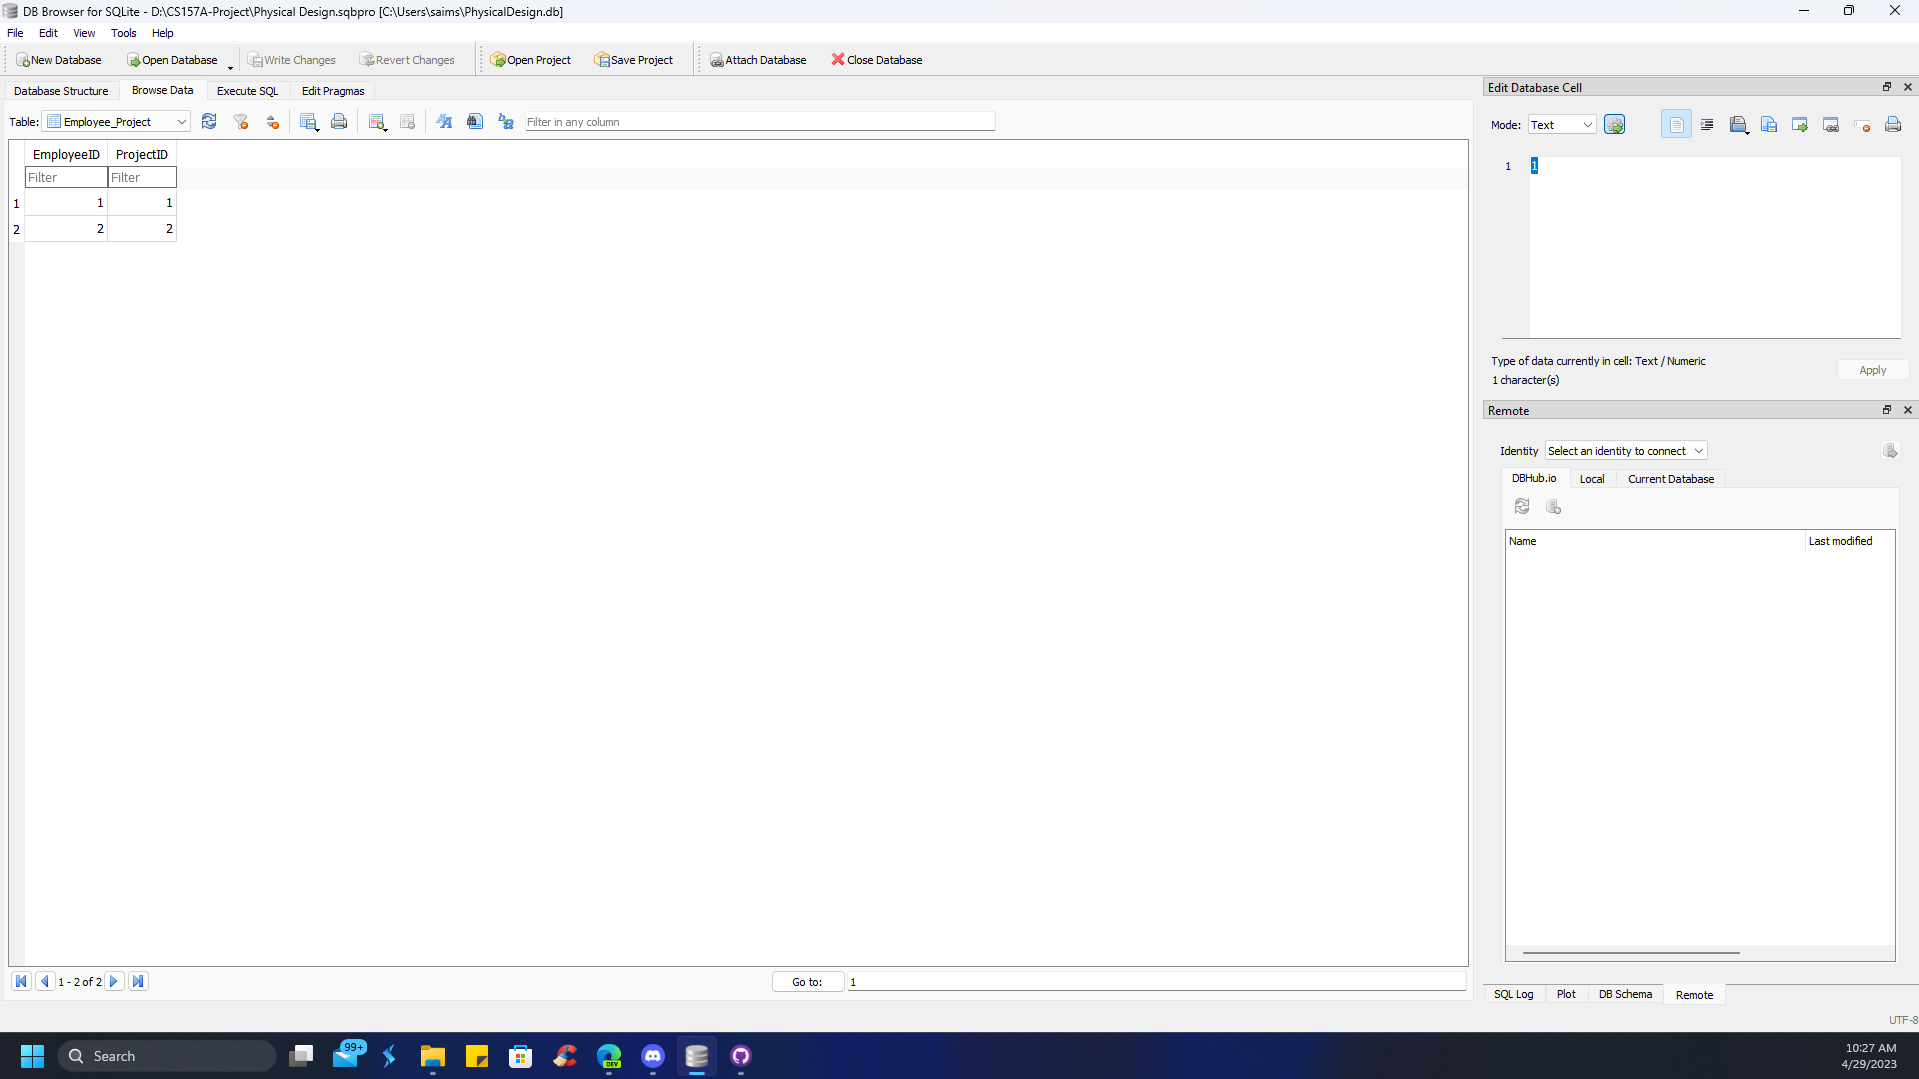 DB Browser for SQLite - D:\CS157A-Project\Physical Design.sqbpro [C:\Users\saims\PhysicalDesign.db]
File Edit View Tools Help
New Database Open Database Write Changes Revert Changes Open Project Save Project Attach Database Close Database
Database Structure Browse Data Execute SQL Edit Pragmas
Table: Employee_Project Filter in any column
EmployeeID ProjectID
Filter Filter
1 1 1
2 2 2
1 - 2 of 2 Go to: 1
Edit Database Cell
Mode: Text
1 1
Type of data currently in cell: Text / Numeric
1 character(s)
Apply
Remote
Identity Select an identity to connect
DBHub.io Local Current Database
Name Last modified
SQL Log Plot DB Schema Remote
UTF-8
Search 99+ DEV
10:27 AM
4/29/2023